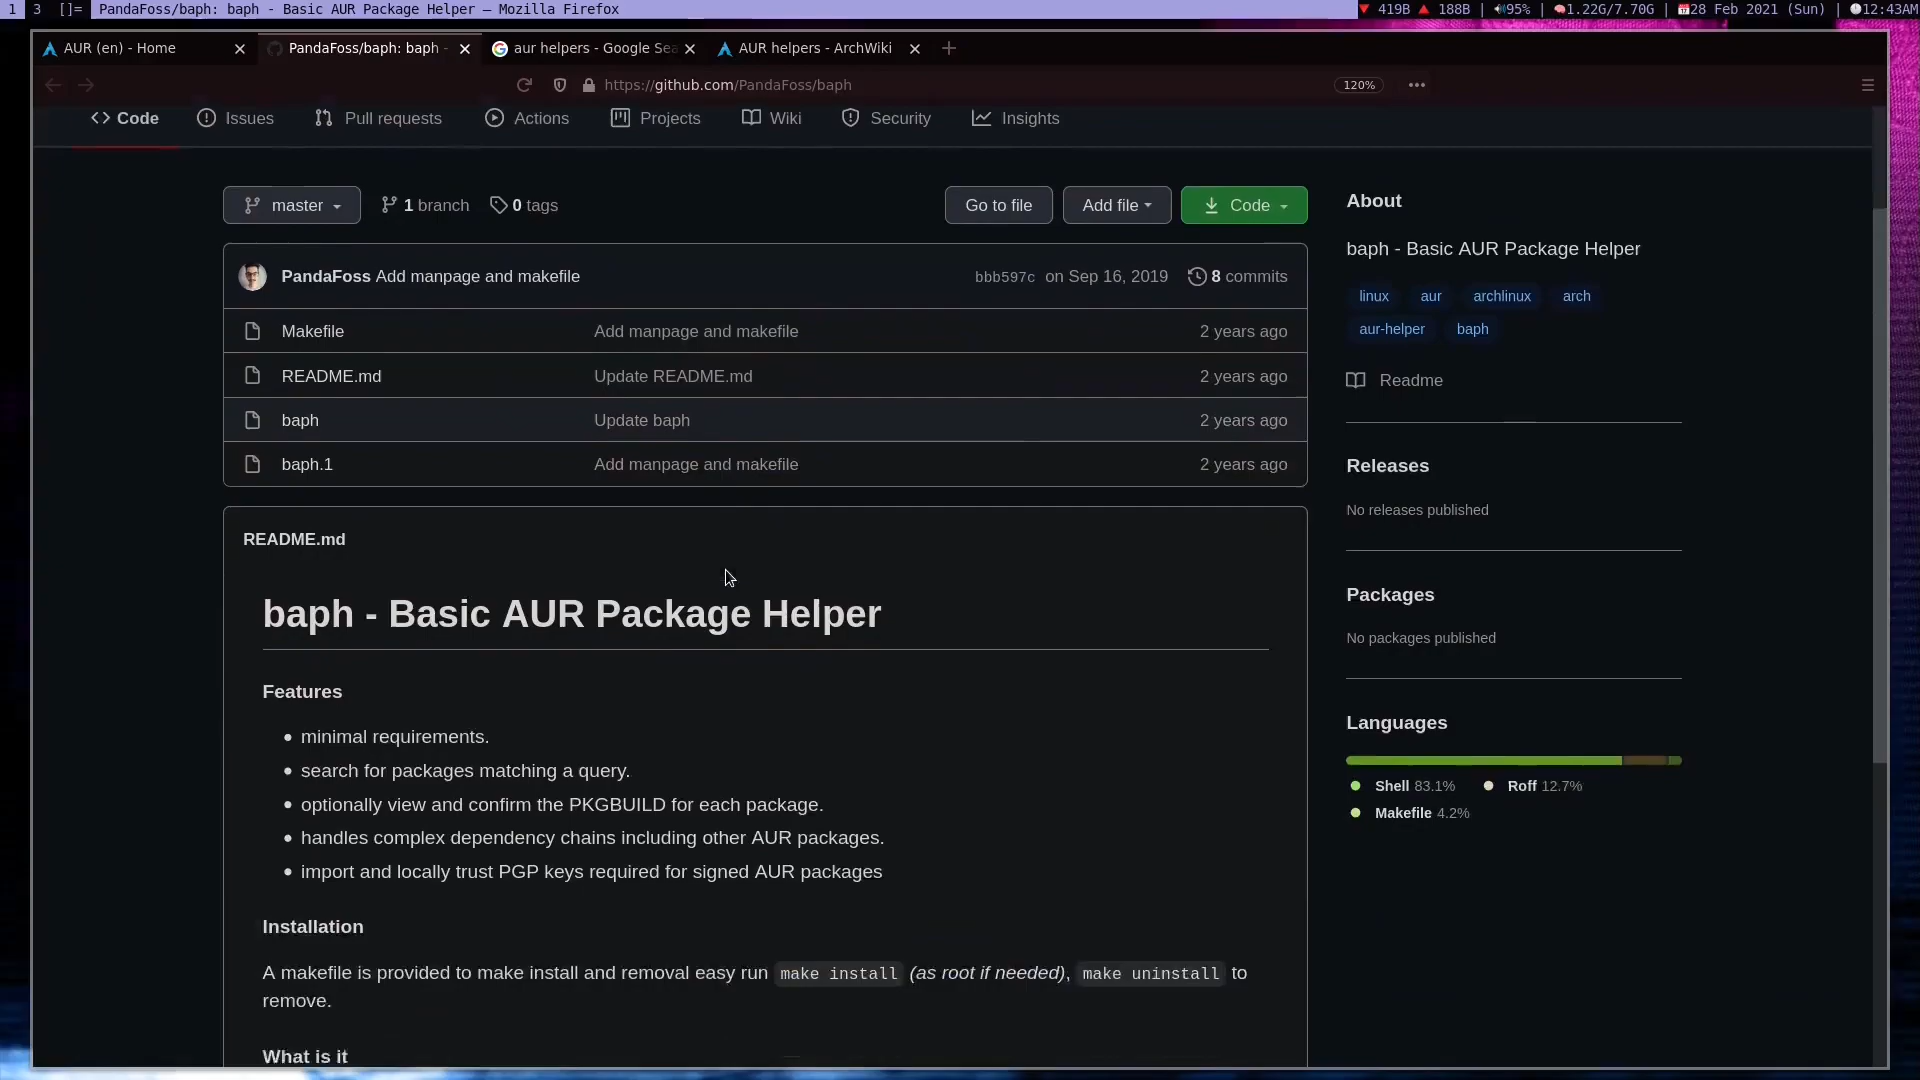 1 3 []= PandaFoss/baph: baph - Basic AUR Package Helper — Mozilla Firefox 419B 188B | 95% | 1.22G/7.70G | 28 Feb 2021 (Sun) | 12:43AM
AUR (en) - Home PandaFoss/baph: baph - aur helpers - Google Sea AUR helpers - ArchWiki
https://github.com/PandaFoss/baph 120%
Code Issues Pull requests Actions Projects Wiki Security Insights
master 1 branch 0 tags Go to file Add file Code
PandaFoss Add manpage and makefile bbb597c on Sep 16, 2019 8 commits
Makefile Add manpage and makefile 2 years ago
README.md Update README.md 2 years ago
baph Update baph 2 years ago
baph.1 Add manpage and makefile 2 years ago
README.md
baph - Basic AUR Package Helper
Features
• minimal requirements.
• search for packages matching a query.
• optionally view and confirm the PKGBUILD for each package.
• handles complex dependency chains including other AUR packages.
• import and locally trust PGP keys required for signed AUR packages
Installation
A makefile is provided to make install and removal easy run make install (as root if needed), make uninstall to
remove.
What is it
About
baph - Basic AUR Package Helper
linux aur archlinux arch
aur-helper baph
Readme
Releases
No releases published
Packages
No packages published
Languages
Shell 83.1% Roff 12.7%
Makefile 4.2%